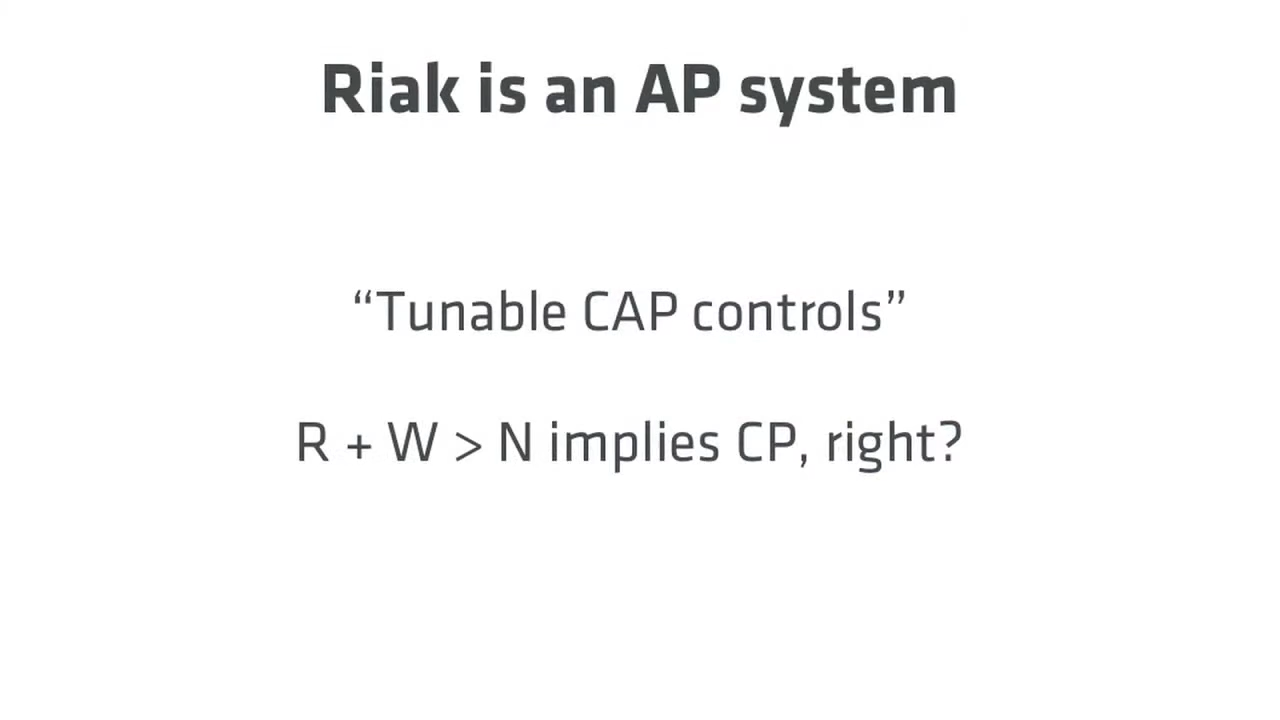 Riak is an AP system
“Tunable CAP controls”
R + W > N implies CP, right?